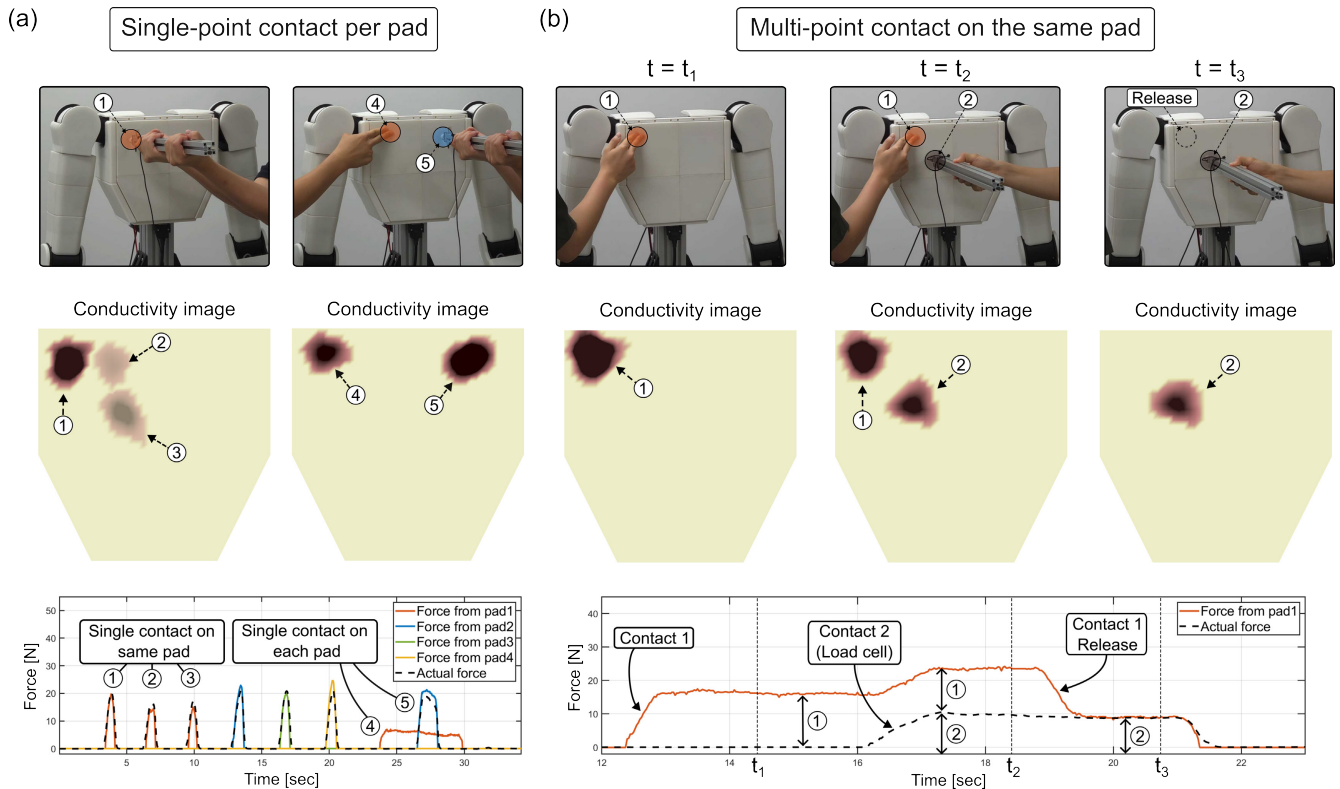 (a)
Single-point contact per pad
(b)
Multi-point contact on the same pad
t = t1
t = t2
t = t3
1
4
5
1
1
2
Release
2
Conductivity image
Conductivity image
Conductivity image
Conductivity image
Conductivity image
1
2
3
4
5
1
1
2
2
Force [N]
50
40
30
20
10
0
Single contact on
same pad
1
2
3
Single contact on
each pad
4
5
Force from pad1
Force from pad2
Force from pad3
Force from pad4
Actual force
5
10
15
20
25
30
Time [sec]
Force [N]
40
30
20
10
0
Contact 1
Contact 2
(Load cell)
Contact 1
Release
Force from pad1
Actual force
1
1
2
2
12
14
16
18
20
22
t1
Time [sec]
t2
t3